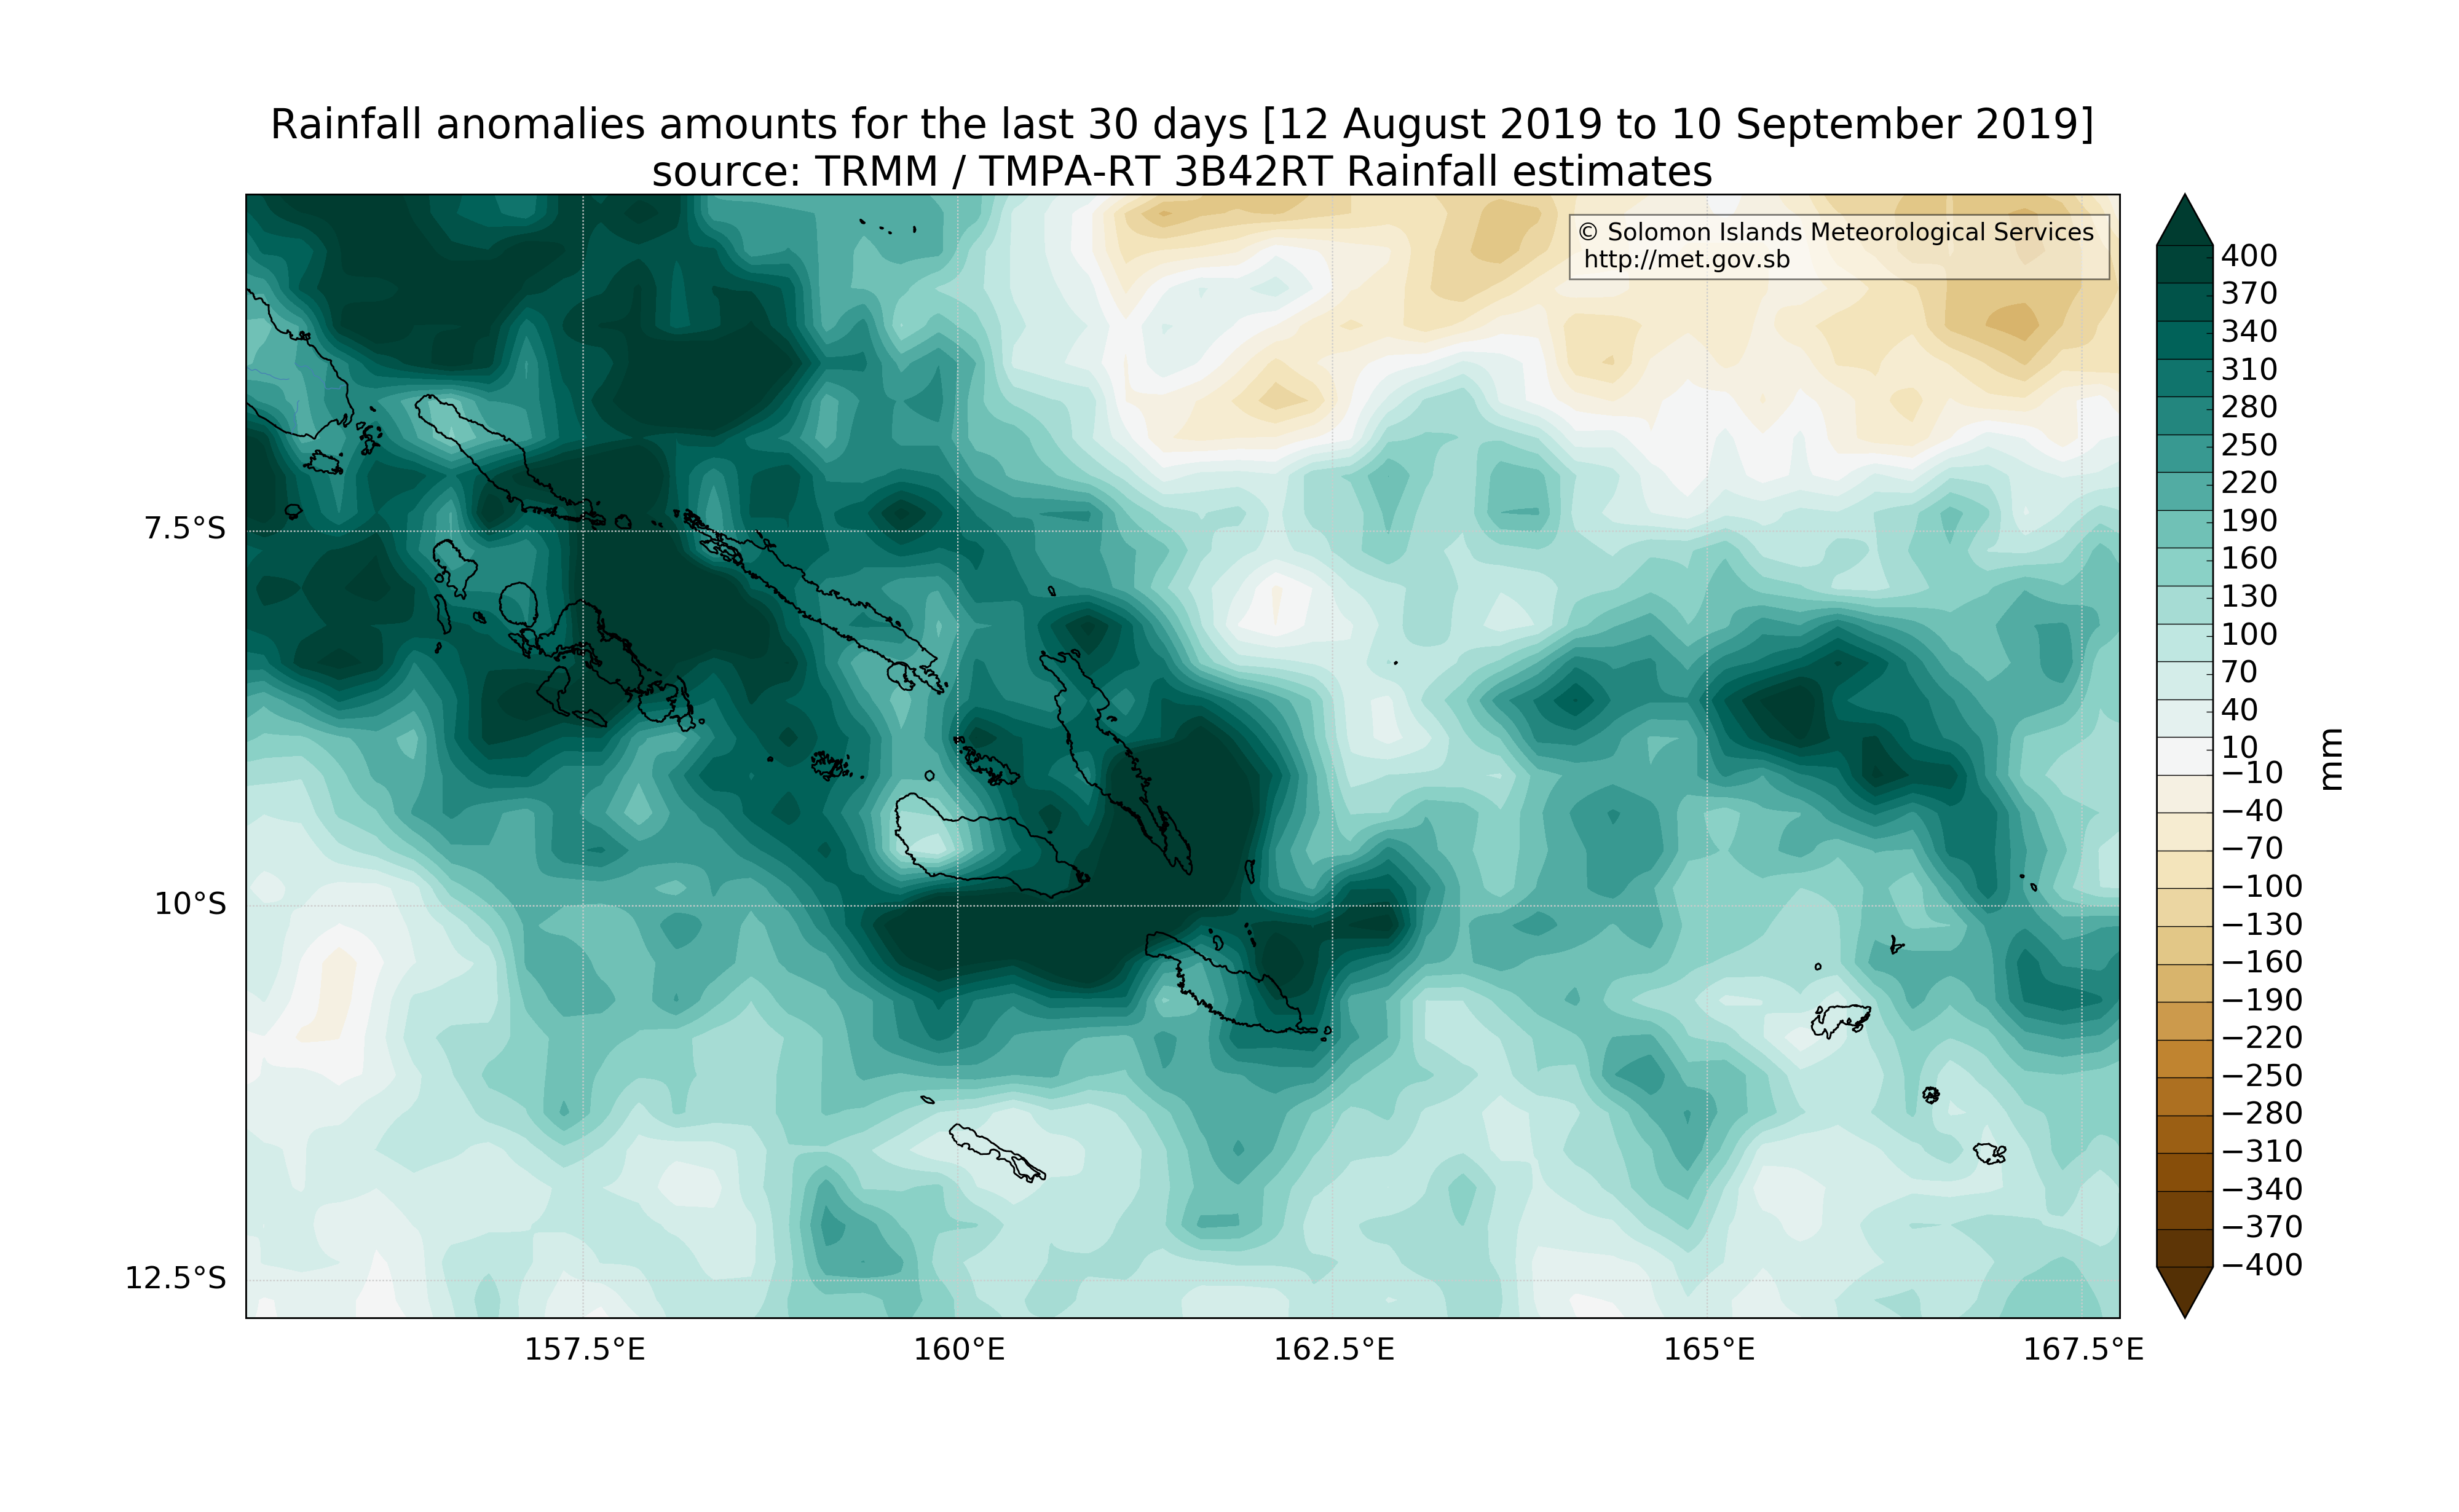 Rainfall anomalies amounts for the last 30 days [12 August 2019 to 10 September 2019]
source: TRMM / TMPA-RT 3B42RT Rainfall estimates
© Solomon Islands Meteorological Services
http://met.gov.sb
7.5°S
10°S
12.5°S
157.5°E
160°E
162.5°E
165°E
167.5°E
400
370
340
310
280
250
220
190
160
130
100
70
40
10
−10
−40
−70
−100
−130
−160
−190
−220
−250
−280
−310
−340
−370
−400
mm